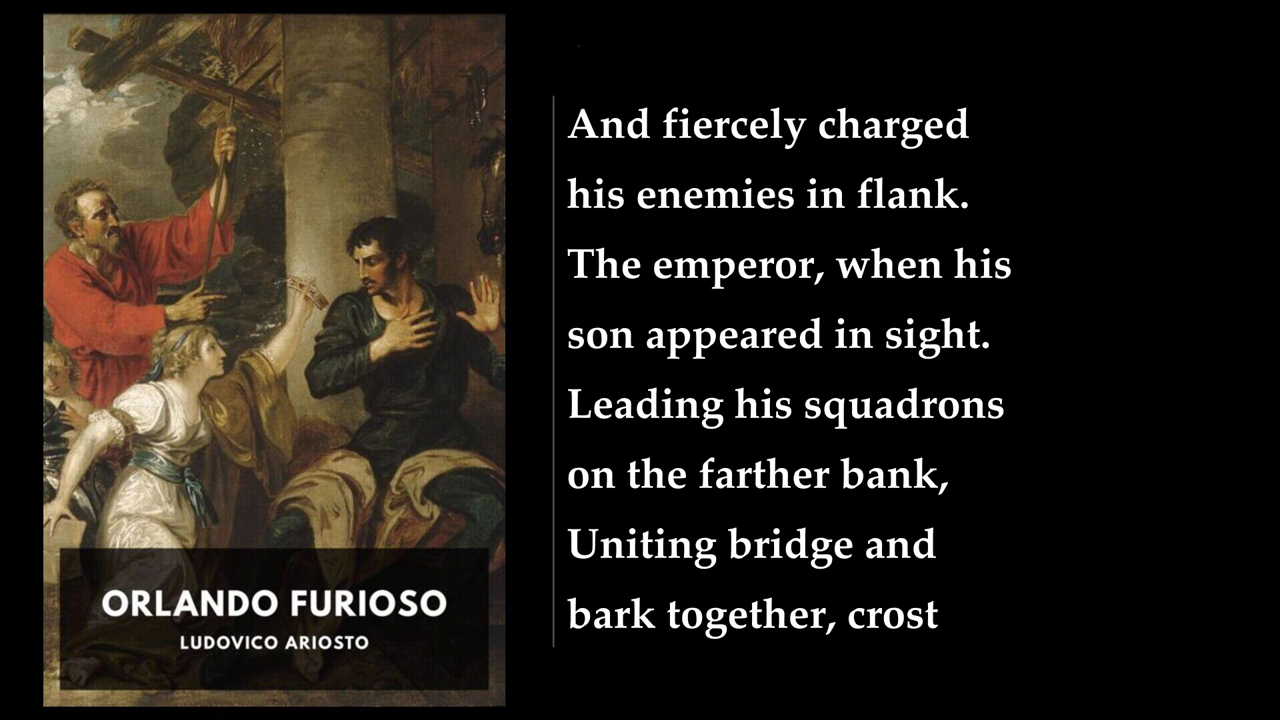 And fiercely charged
his enemies in flank.
The emperor, when his
son appeared in sight.
Leading his squadrons
on the farther bank,
Uniting bridge and
bark together, crost
ORLANDO FURIOSO
LUDOVICO ARIOSTO